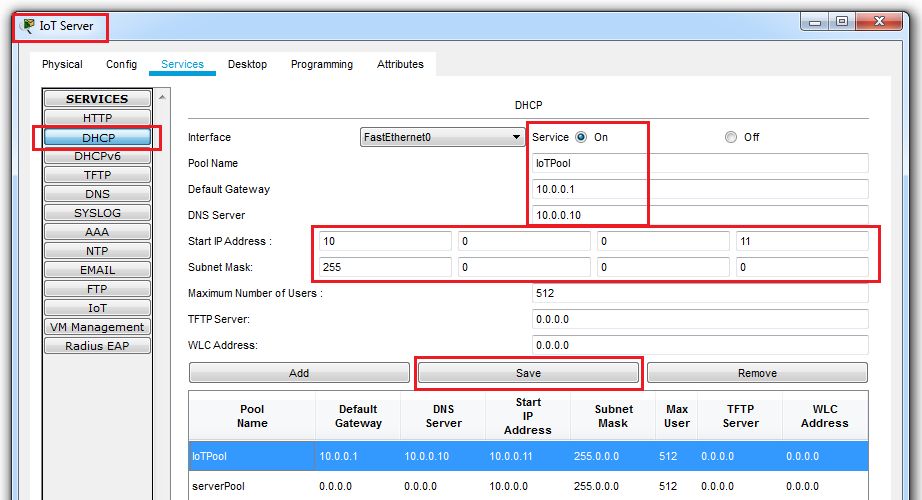 IoT Server
Physical Config Services Desktop Programming Attributes
SERVICES
HTTP
DHCP
DHCPv6
TFTP
DNS
SYSLOG
AAA
NTP
EMAIL
FTP
IoT
VM Management
Radius EAP
DHCP
Interface FastEthernet0 Service On Off
Pool Name IoTPool
Default Gateway 10.0.0.1
DNS Server 10.0.0.10
Start IP Address : 10 0 0 11
Subnet Mask: 255 0 0 0
Maximum Number of Users : 512
TFTP Server: 0.0.0.0
WLC Address: 0.0.0.0
Add Save Remove
Pool Name Default Gateway DNS Server Start IP Address Subnet Mask Max User TFTP Server WLC Address
IoTPool 10.0.0.1 10.0.0.10 10.0.0.11 255.0.0.0 512 0.0.0.0 0.0.0.0
serverPool 0.0.0.0 0.0.0.0 10.0.0.0 255.0.0.0 512 0.0.0.0 0.0.0.0